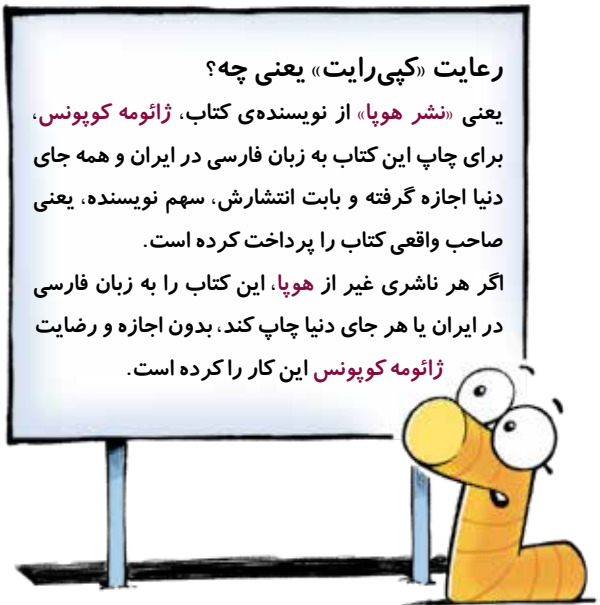 رعایت «کپی‌رایت» یعنی چه؟
یعنی «نشر هوپا» از نویسنده‌ی کتاب، ژائومه کوپونس،
برای چاپ این کتاب به زبان فارسی در ایران و همه جای
دنیا اجازه گرفته و بابت انتشارش، سهم نویسنده، یعنی
صاحب واقعی کتاب را پرداخت کرده است.
اگر هر ناشری غیر از هوپا، این کتاب را به زبان فارسی
در ایران یا هر جای دنیا چاپ کند، بدون اجازه و رضایت
ژائومه کوپونس این کار را کرده است.